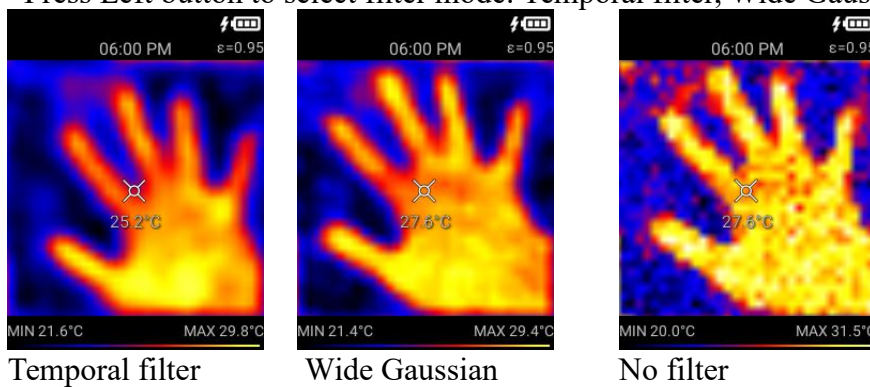 Press Left button to select filter mode: Temporal filter, Wide Gaus
06:00 PM ε=0.95
06:00 PM ε=0.95
06:00 PM ε=0.95
25.2°C
27.6°C
27.6°C
MIN 21.6°C MAX 29.8°C
MIN 21.4°C MAX 29.4°C
MIN 20.0°C MAX 31.5°C
Temporal filter
Wide Gaussian
No filter